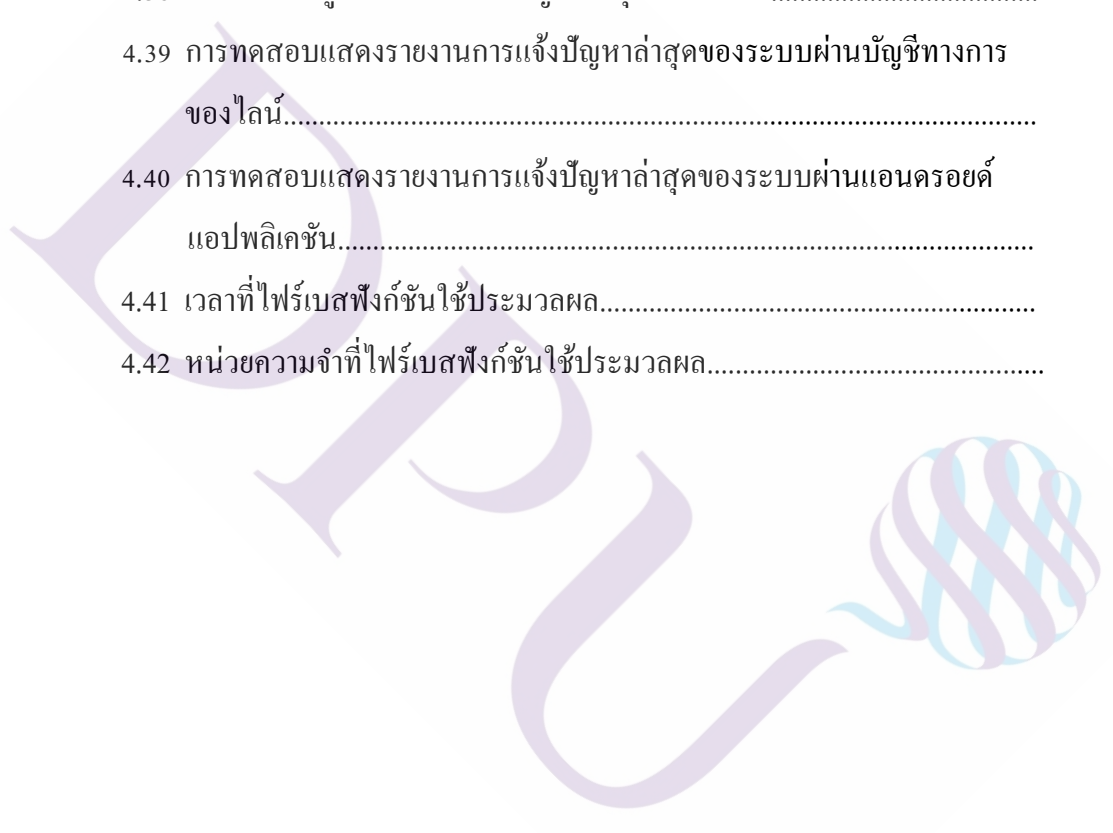 4.39 การทดสอบแสดงรายงานการแจ้งปัญหาล่าสุดของระบบผ่านบัญชีทางการ
ของไลน์................................................................................................
4.40 การทดสอบแสดงรายงานการแจ้งปัญหาล่าสุดของระบบผ่านแอนดรอยด์
แอปพลิเคชัน................................................................................................
4.41 เวลาที่ไฟร์เบสฟังก์ชันใช้ประมวลผล.............................................................
4.42 หน่วยความจำที่ไฟร์เบสฟังก์ชันใช้ประมวลผล...............................................
DPU